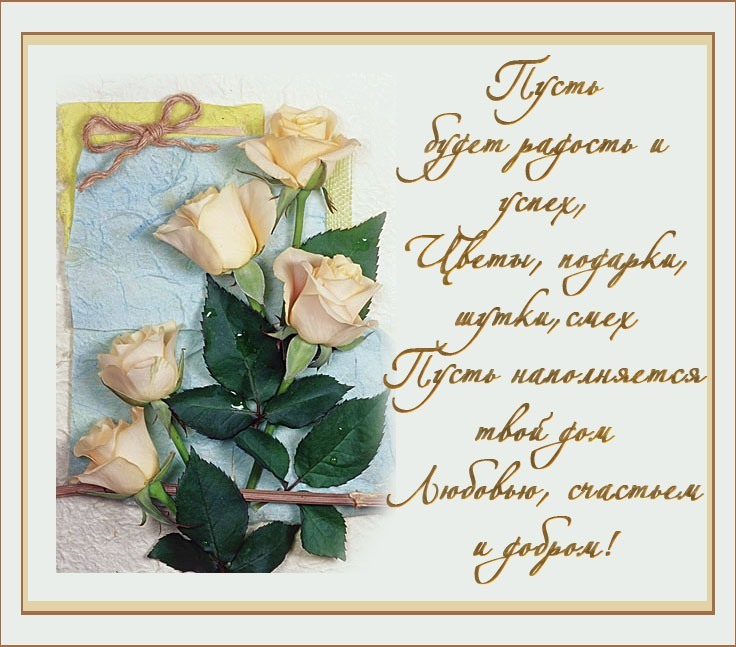 Пусть
будет радость и
успех,
Цветы, подарки,
шутки, смех
Пусть наполняется
твой дом
Любовью, счастьем
и добром!